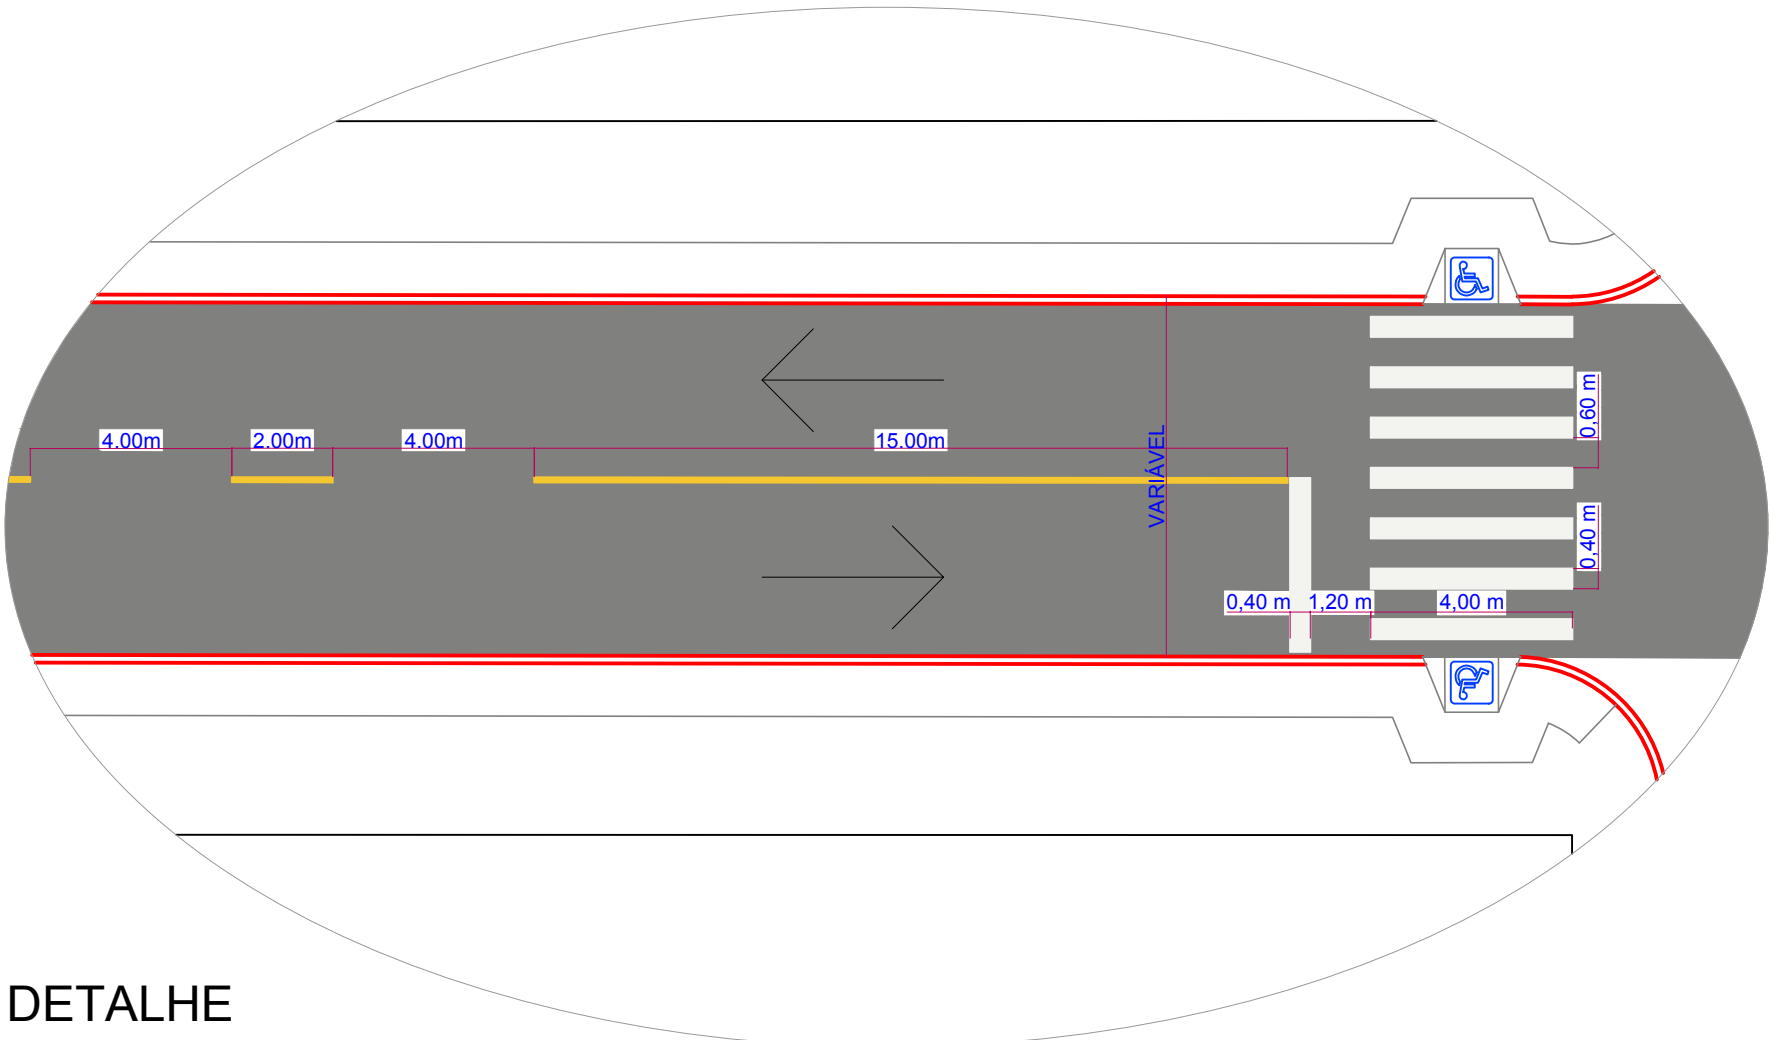 0,60 m
4.00m
2.00m
4.00m
15.00m
VARIÁVEL
0,40 m
0,40 m
1,20 m
4,00 m
DETALHE